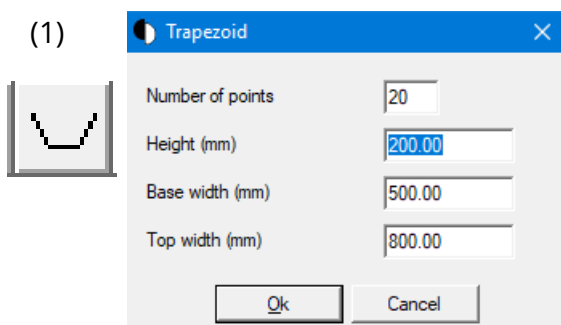 (1)
Trapezoid
Number of points 20
Height (mm) 200.00
Base width (mm) 500.00
Top width (mm) 800.00
Ok Cancel